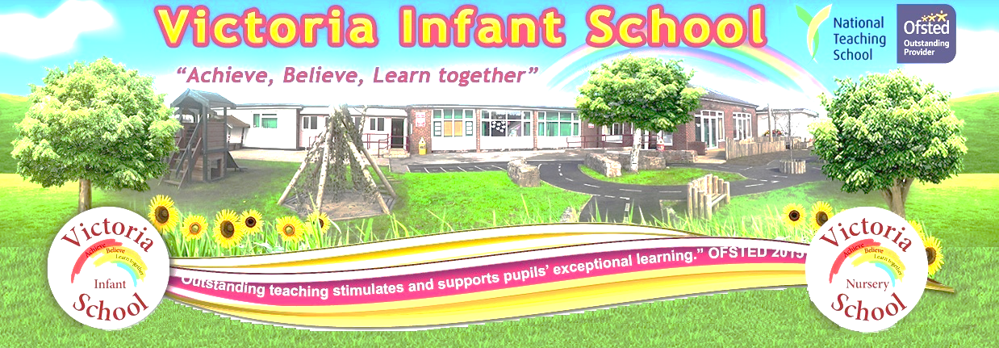 Victoria Infant School
"Achieve, Believe, Learn together"
National
Teaching
School
Ofsted
Outstanding
Provider
Victoria
Achieve
Believe
Learn together
Infant
School
"Outstanding teaching stimulates and supports pupils' exceptional learning." OFSTED 2015
Victoria
Achieve
Believe
Learn together
Nursery
School